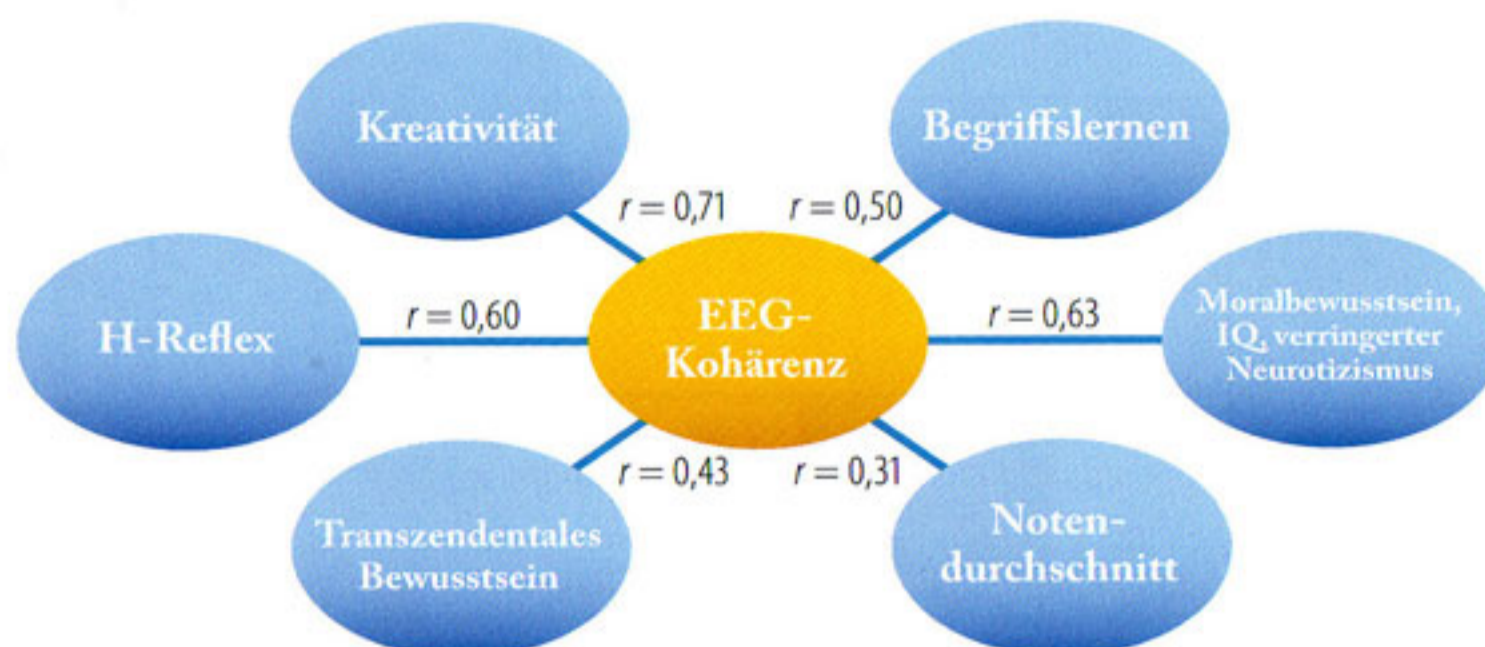 Kreativität
Begriffslernen
r = 0,71
r = 0,50
H-Reflex
r = 0,60
EEG-
Kohärenz
r = 0,63
Moralbewusstsein,
IQ, verringerter
Neurotizismus
r = 0,43
r = 0,31
Transzendentales
Bewusstsein
Noten-
durchschnitt